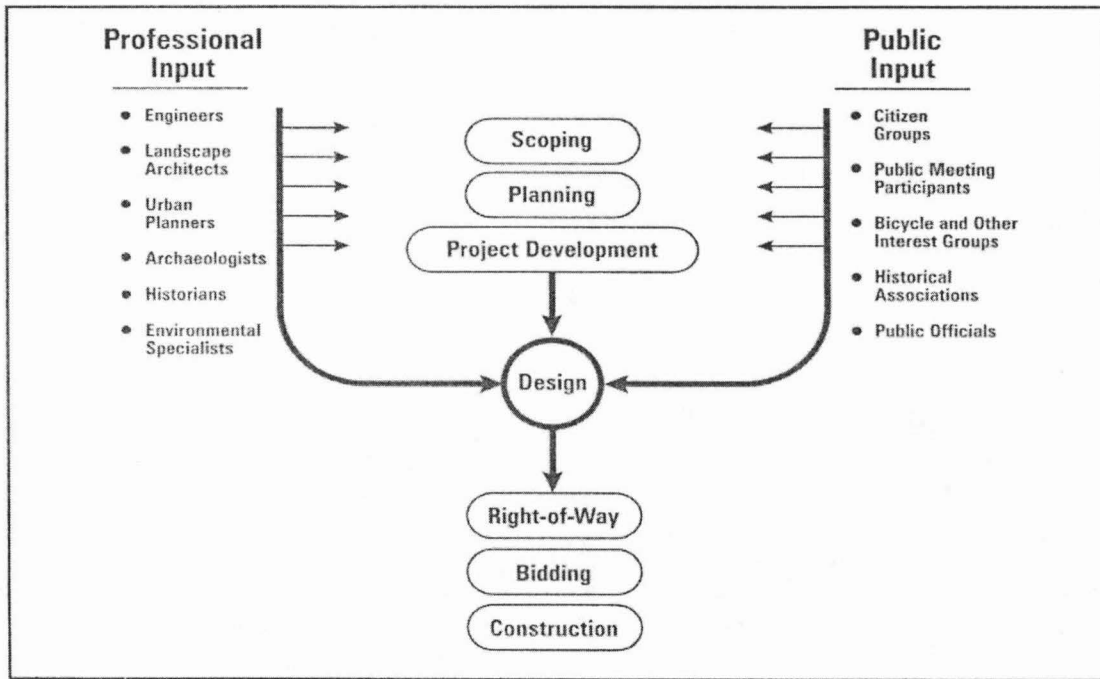 Professional
Input
• Engineers
• Landscape
Architects
• Urban
Planners
• Archaeologists
• Historians
• Environmental
Specialists
Scoping
Planning
Project Development
Design
Right-of-Way
Bidding
Construction
Public
Input
• Citizen
Groups
• Public Meeting
Participants
• Bicycle and Other
Interest Groups
• Historical
Associations
• Public Officials